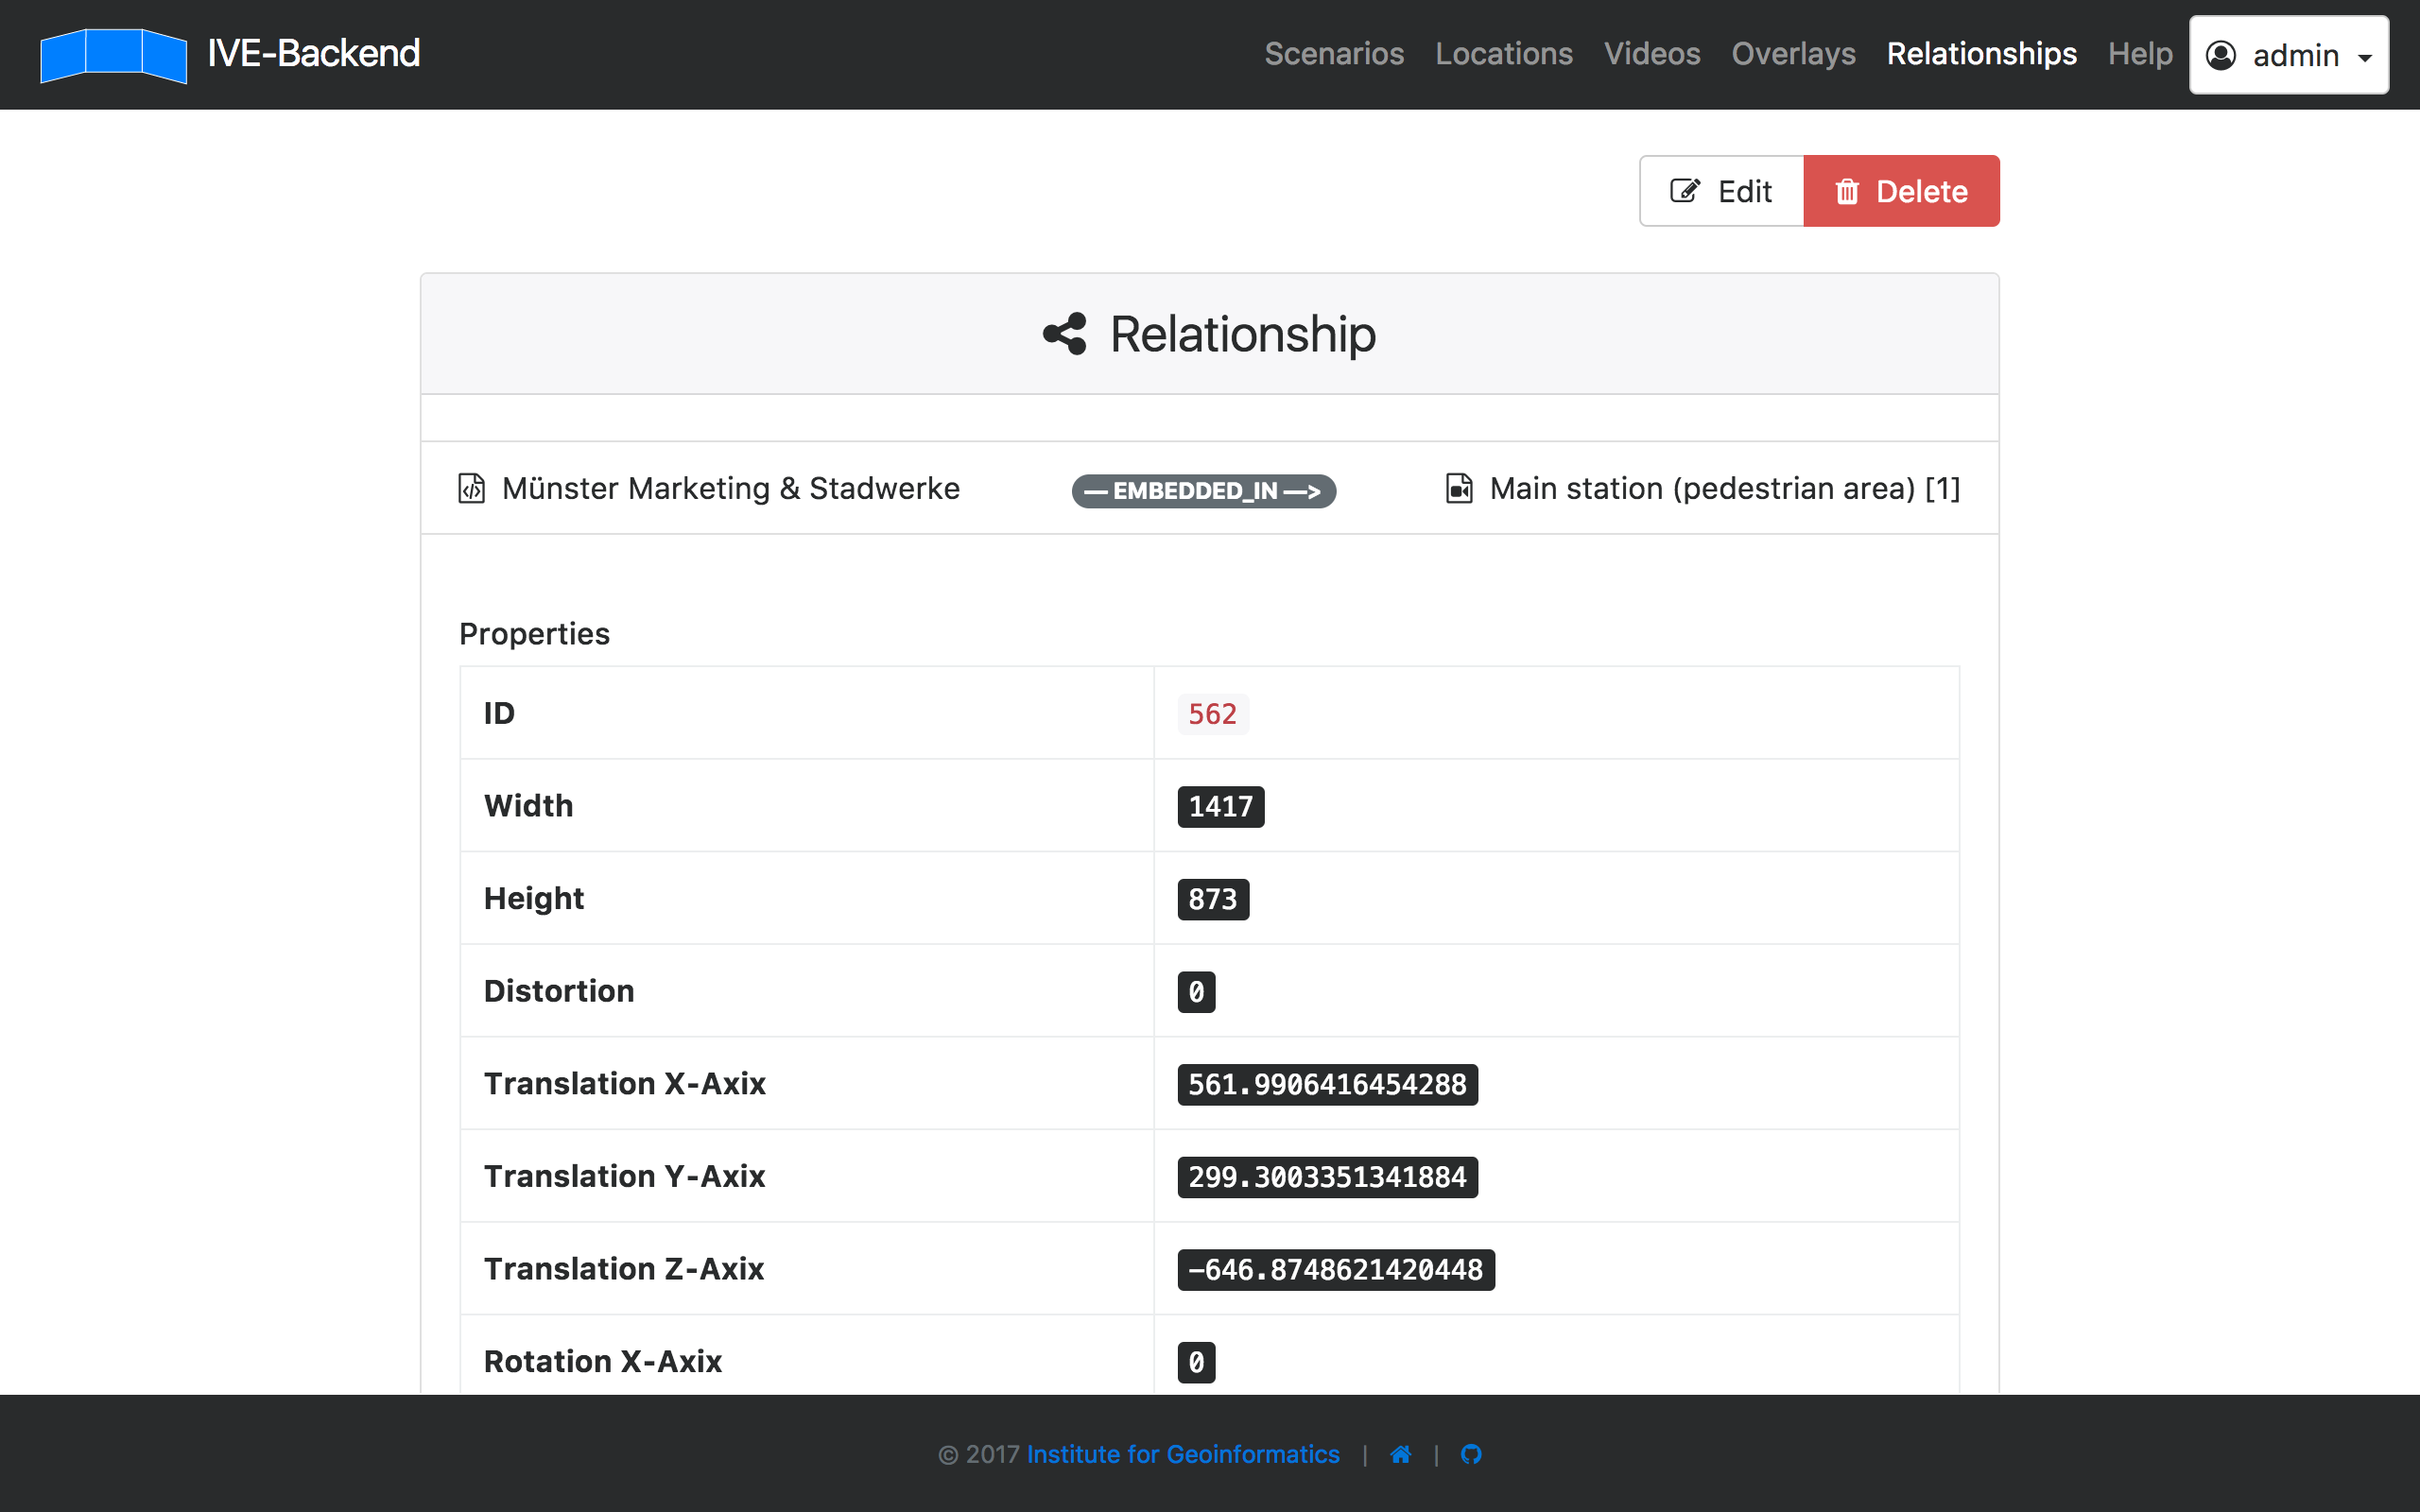 IVE-Backend Scenarios Locations Videos Overlays Relationships Help admin
Edit Delete
Relationship
Münster Marketing & Stadwerke — EMBEDDED_IN —> Main station (pedestrian area) [1]
Properties
ID 562
Width 1417
Height 873
Distortion 0
Translation X-Axix 561.9906416454288
Translation Y-Axix 299.3003351341884
Translation Z-Axix -646.8748621420448
Rotation X-Axix 0
© 2017 Institute for Geoinformatics | |